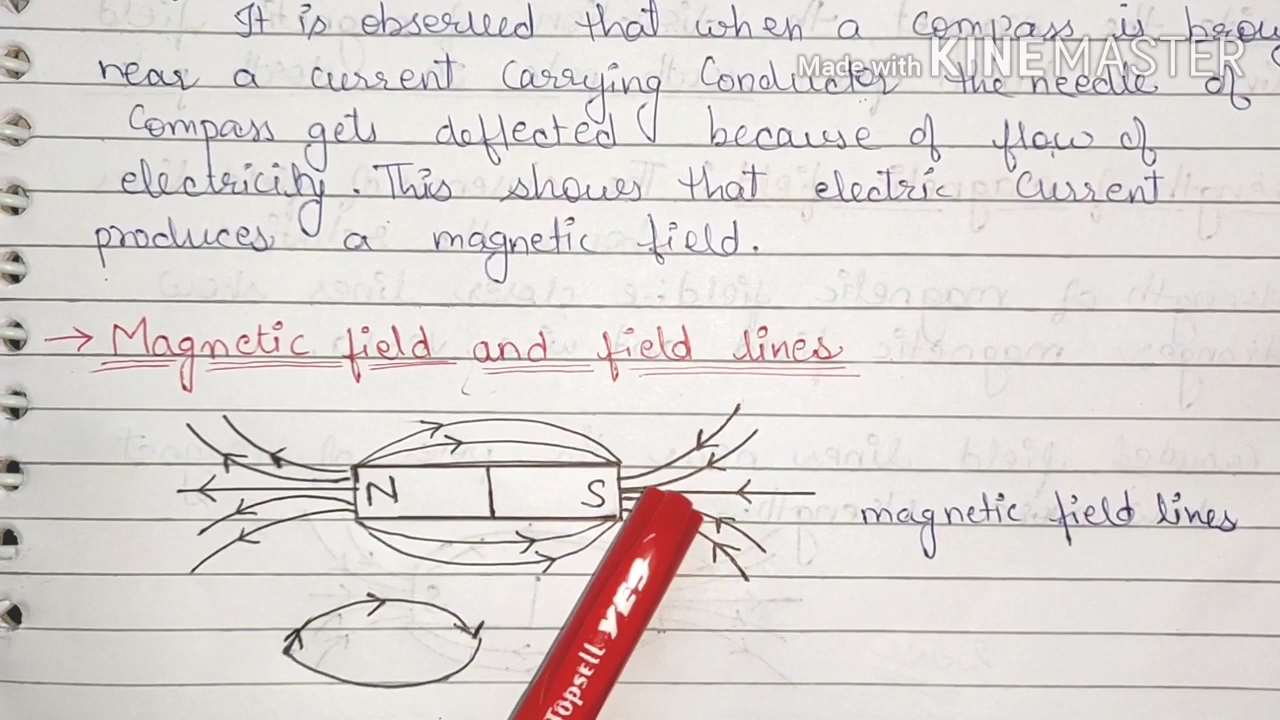 It is observed that when a compass is broug
Made with KINEMASTER
near a current carrying Conductor the needle of
Compass gets deflected because of flow of
electricity. This shows that electric Current
produces a magnetic field.
→ Magnetic field and field lines
N S
magnetic field lines
Topsell YES